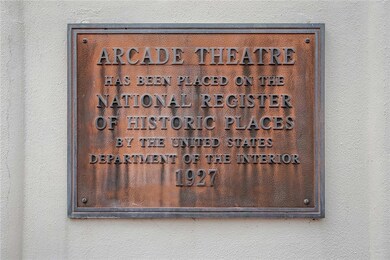 ARCADE THEATRE
HAS BEEN PLACED ON THE
NATIONAL REGISTER
OF HISTORIC PLACES
BY THE UNITED STATES
DEPARTMENT OF THE INTERIOR
1927